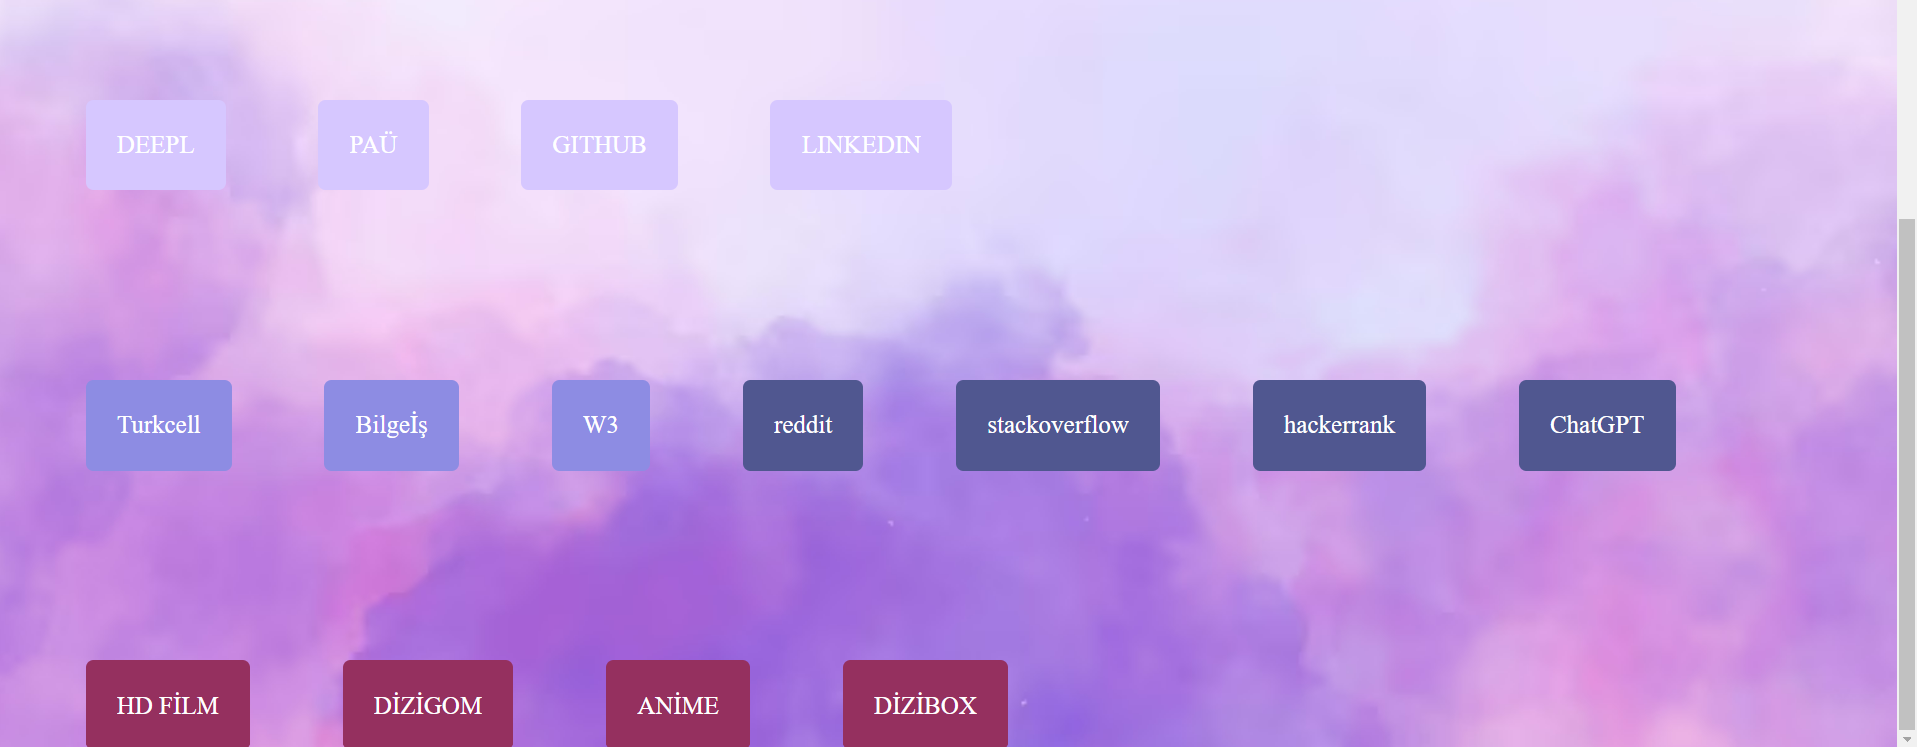 DEEPL PAÜ GITHUB LINKEDIN
Turkcell Bilgeİş W3 reddit stackoverflow hackerrank ChatGPT
HD FİLM DİZİGOM ANİME DİZİBOX